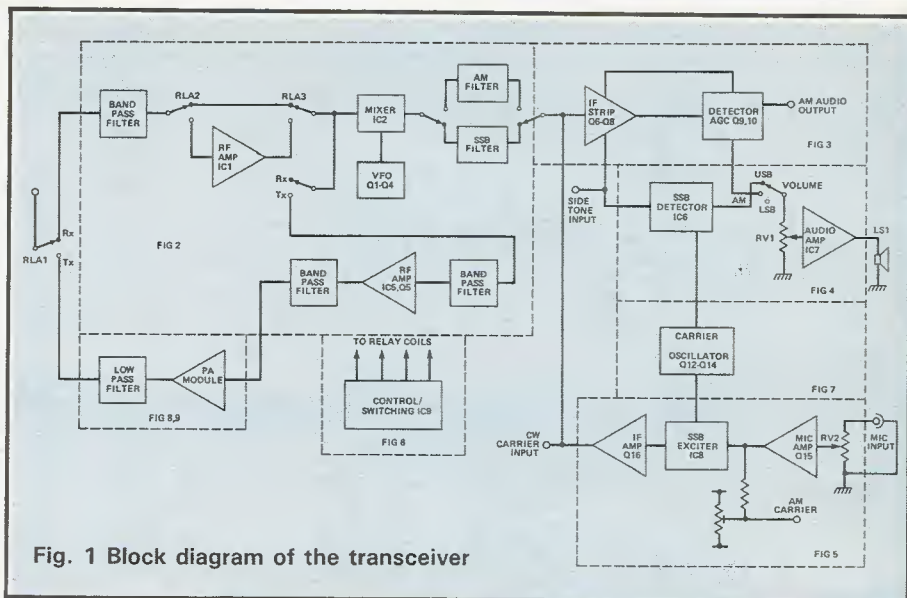 BAND
PASS
FILTER
RLA2
RLA3
RF
AMP
IC1
MIXER
IC2
VFO
Q1-Q4
AM
FILTER
SSB
FILTER
IF
STRIP
Q6-Q8
DETECTOR
AGC Q9,10
AM AUDIO
OUTPUT
FIG 3
Rx
Tx
RLA1
Rx
Tx
FIG 2
SIDE
TONE
INPUT
SSB
DETECTOR
IC6
USB
AM
LSB
VOLUME
RV1
AUDIO
AMP
IC7
LS1
FIG 4
BAND
PASS
FILTER
RF
AMP
IC5,Q5
BAND
PASS
FILTER
LOW
PASS
FILTER
PA
MODULE
FIG 8,9
TO RELAY COILS
CONTROL/
SWITCHING IC9
FIG 6
CARRIER
OSCILLATOR
Q12-Q14
FIG 7
CW
CARRIER
INPUT
IF
AMP
Q16
SSB
EXCITER
IC8
MIC
AMP
Q15
RV2
MIC
INPUT
AM
CARRIER
FIG 5
Fig. 1 Block diagram of the transceiver